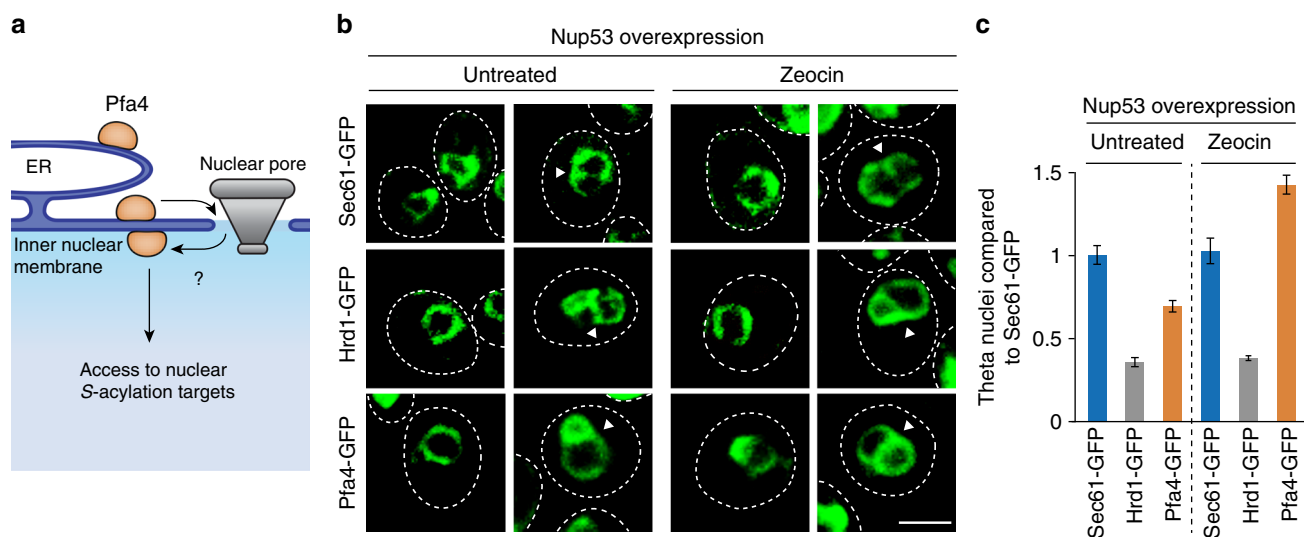 a
Pfa4
ER
Nuclear pore
Inner nuclear
membrane
?
Access to nuclear
S-acylation targets
b
Nup53 overexpression
Untreated
Zeocin
Sec61-GFP
Hrd1-GFP
Pfa4-GFP
c
Nup53 overexpression
Untreated
Zeocin
Theta nuclei compared
to Sec61-GFP
1.5
1
0.5
0
Sec61-GFP
Hrd1-GFP
Pfa4-GFP
Sec61-GFP
Hrd1-GFP
Pfa4-GFP